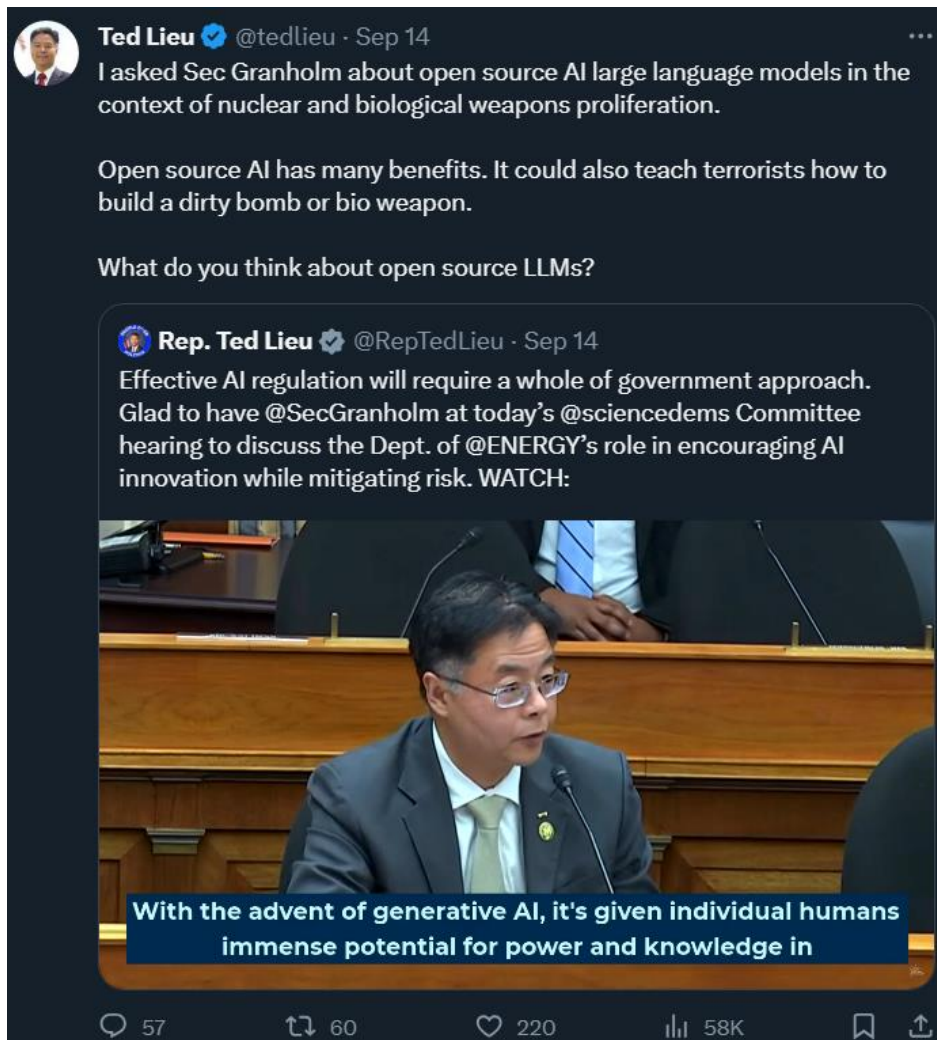 Ted Lieu @tedlieu · Sep 14
I asked Sec Granholm about open source AI large language models in the
context of nuclear and biological weapons proliferation.
Open source AI has many benefits. It could also teach terrorists how to
build a dirty bomb or bio weapon.
What do you think about open source LLMs?
Rep. Ted Lieu @RepTedLieu · Sep 14
Effective AI regulation will require a whole of government approach.
Glad to have @SecGranholm at today’s @sciencedems Committee
hearing to discuss the Dept. of @ENERGY’s role in encouraging AI
innovation while mitigating risk. WATCH:
With the advent of generative AI, it's given individual humans
immense potential for power and knowledge in
57 60 220 58K